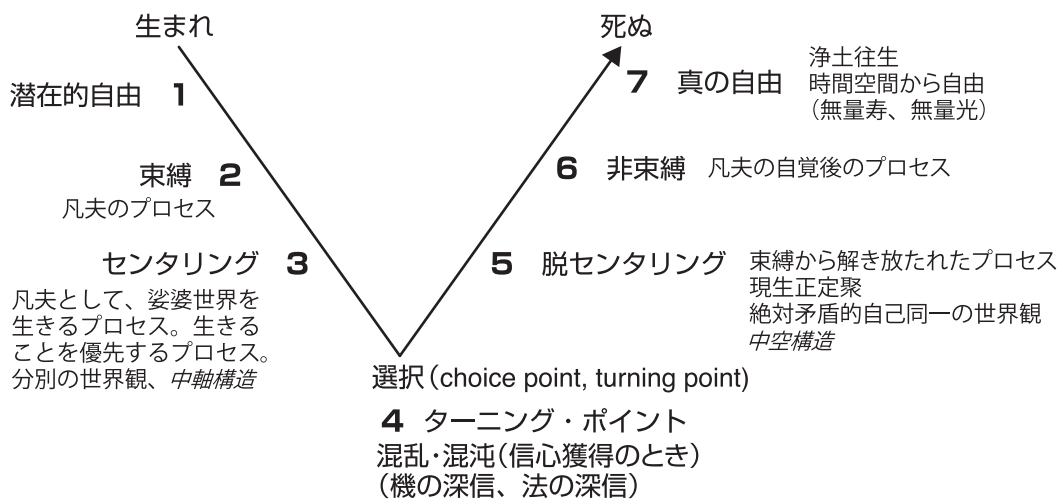 生まれ
潜在的自由 1
束縛 2
凡夫のプロセス
センタリング 3
凡夫として、娑婆世界を
生きるプロセス。生きる
ことを優先するプロセス。
分別の世界観、中軸構造
選択(choice point, turning point)
4 ターニング・ポイント
混乱・混沌(信心獲得のとき)
(機の深信、法の深信)
5 脱センタリング
束縛から解き放たれたプロセス
現生正定聚
絶対矛盾的自己同一の世界観
中空構造
6 非束縛 凡夫の自覚後のプロセス
死ぬ
7 真の自由
浄土往生
時間空間から自由
(無量寿、無量光)